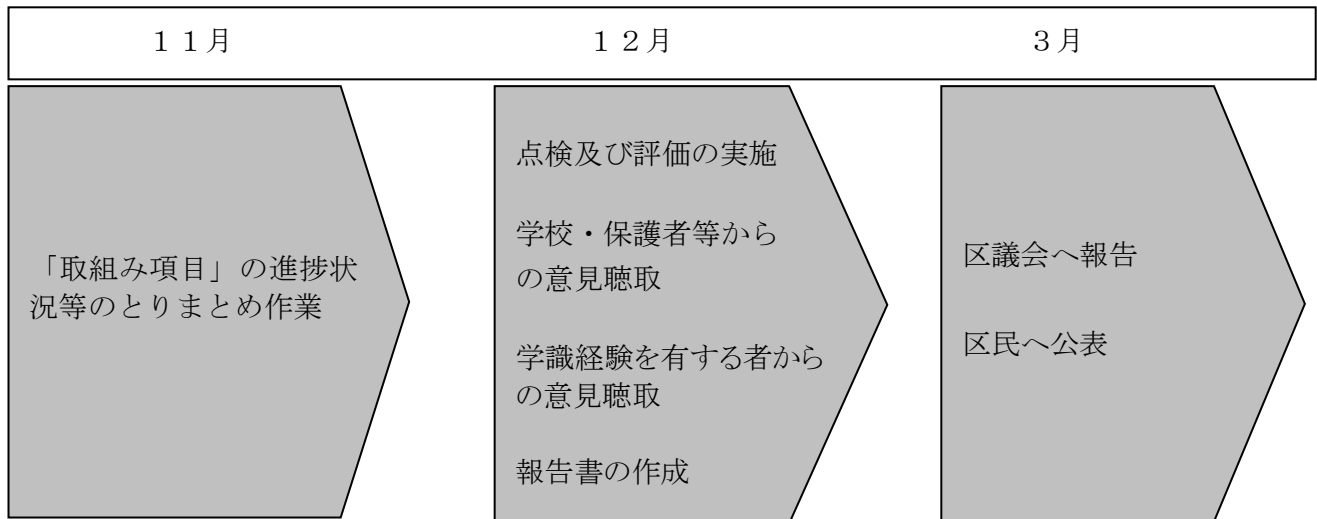 １１月
１２月
３月
「取組み項目」の進捗状
況等のとりまとめ作業
点検及び評価の実施
学校・保護者等から
の意見聴取
学識経験を有する者から
の意見聴取
報告書の作成
区議会へ報告
区民へ公表